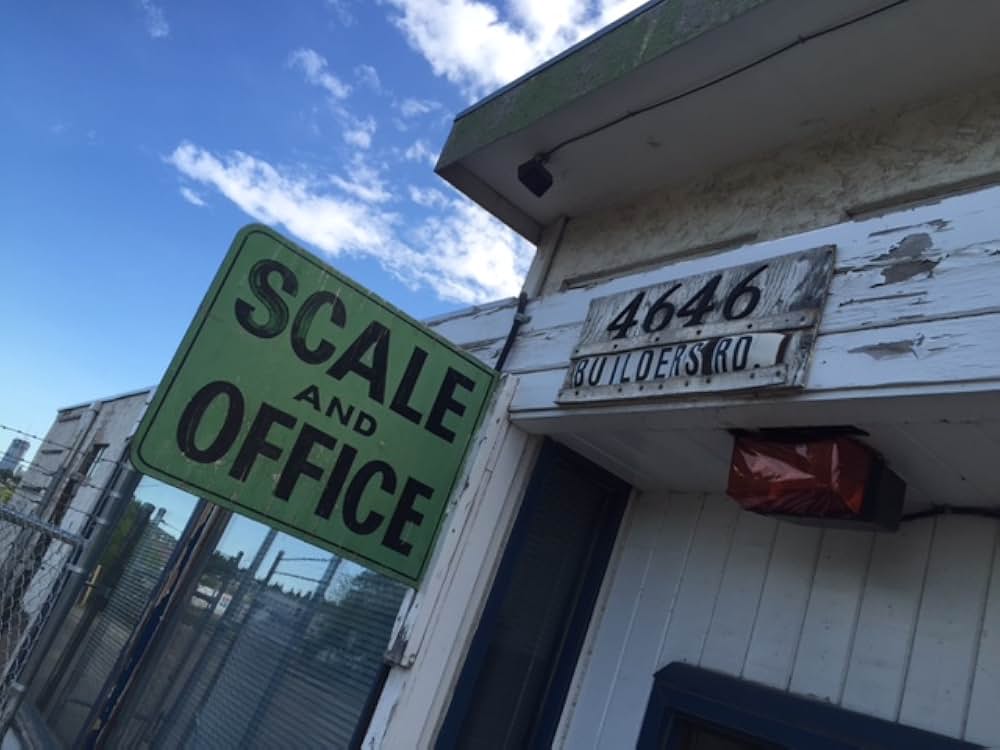 SCALE
AND
OFFICE
4646
BUILDERS RD.